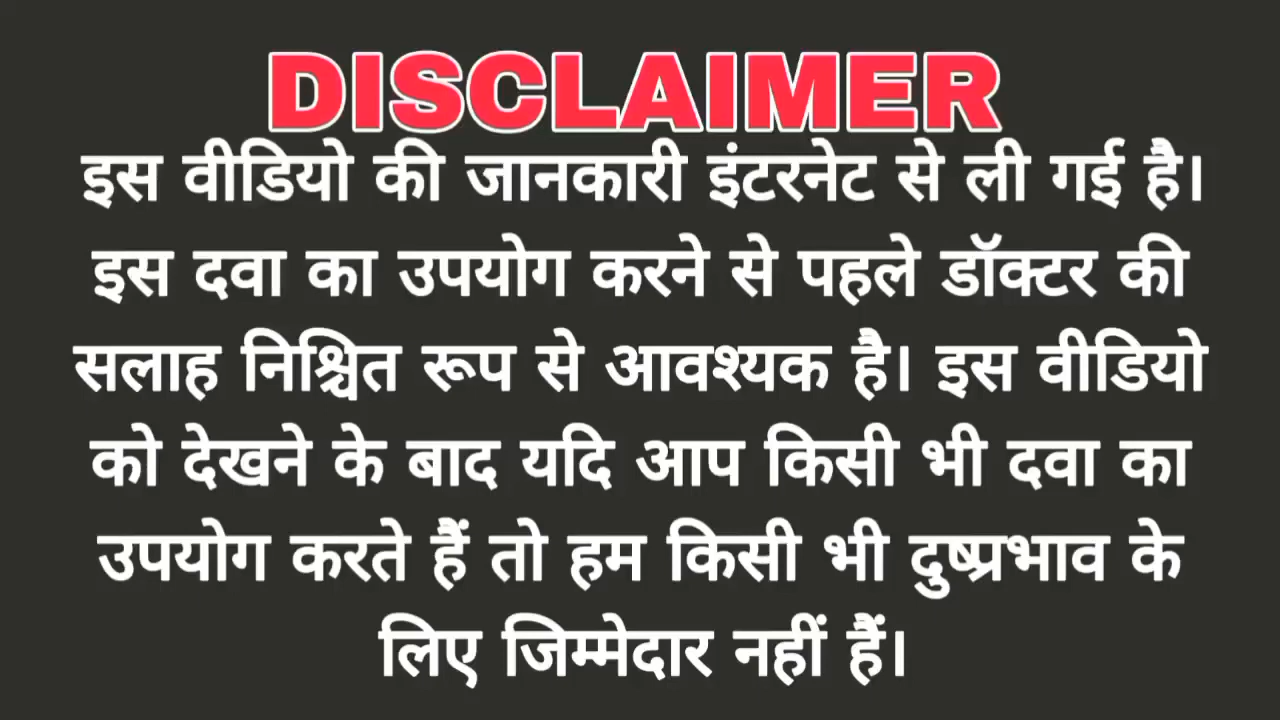 DISCLAIMER
इस वीडियो की जानकारी इंटरनेट से ली गई है।
इस दवा का उपयोग करने से पहले डॉक्टर की
सलाह निश्चित रूप से आवश्यक है। इस वीडियो
को देखने के बाद यदि आप किसी भी दवा का
उपयोग करते हैं तो हम किसी भी दुष्प्रभाव के
लिए जिम्मेदार नहीं हैं।